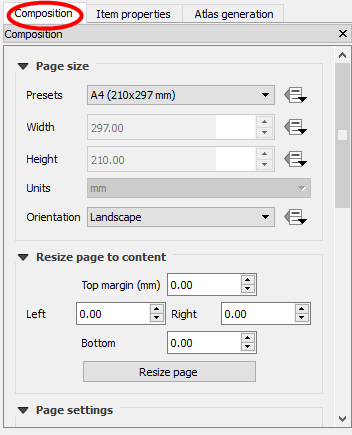 Composition Item properties Atlas generation
Composition
Page size
Presets A4 (210x297 mm)
Width 297.00
Height 210.00
Units mm
Orientation Landscape
Resize page to content
Top margin (mm) 0.00
Left 0.00 Right 0.00
Bottom 0.00
Resize page
Page settings